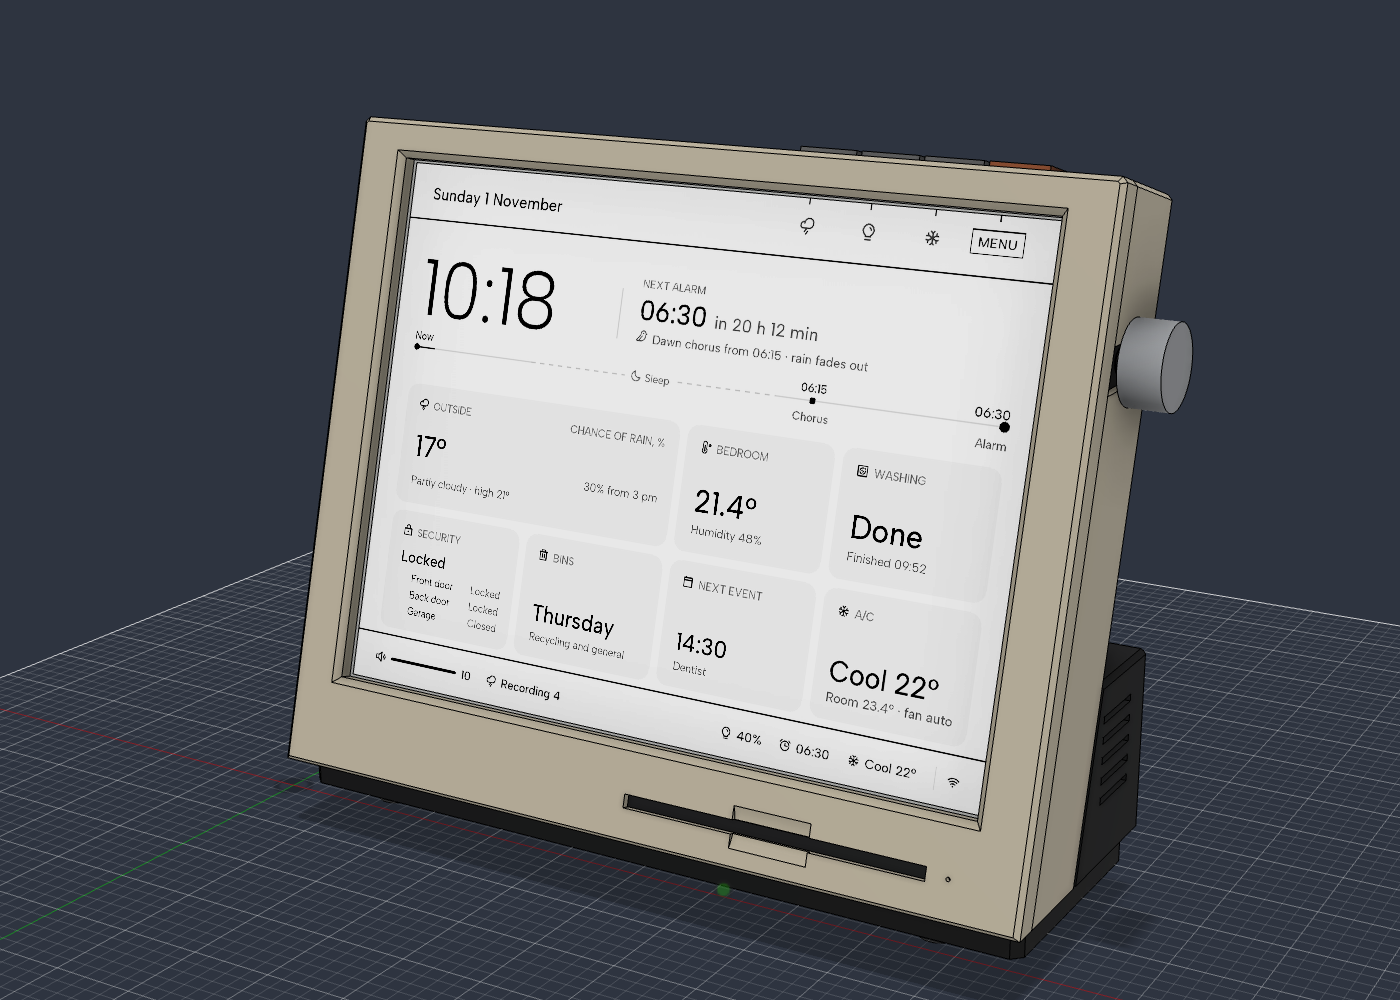 Sunday 1 November
MENU
10:18
NEXT ALARM
06:30 in 20 h 12 min
Dawn chorus from 06:15 · rain fades out
Now
Sleep
06:15
Chorus
06:30
Alarm
OUTSIDE
CHANCE OF RAIN, %
17°
Partly cloudy · high 21°
30% from 3 pm
BEDROOM
21.4°
Humidity 48%
WASHING
Done
Finished 09:52
SECURITY
Locked
Front door Locked
Back door Locked
Garage Closed
BINS
Thursday
Recycling and general
NEXT EVENT
14:30
Dentist
A/C
Cool 22°
Room 23.4° · fan auto
10
Recording 4
40%
06:30
Cool 22°